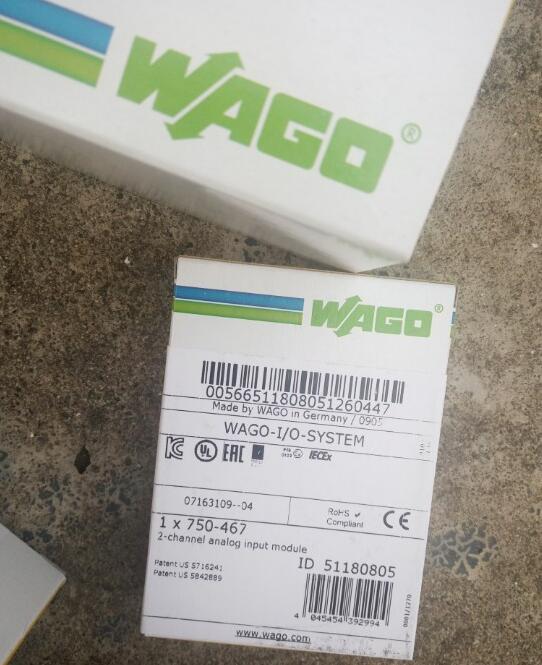 WAGO®
WAGO®
00566511808051260447
Made by WAGO in Germany / 0905
WAGO-I/O-SYSTEM
UL EAC IECEx
07163109--04
RoHS ✓
Compliant
CE
1 x 750-467
2-channel analog input module
Patent US 5716241
Patent US 5842889
ID 51180805
4 045454 392994
www.wago.com